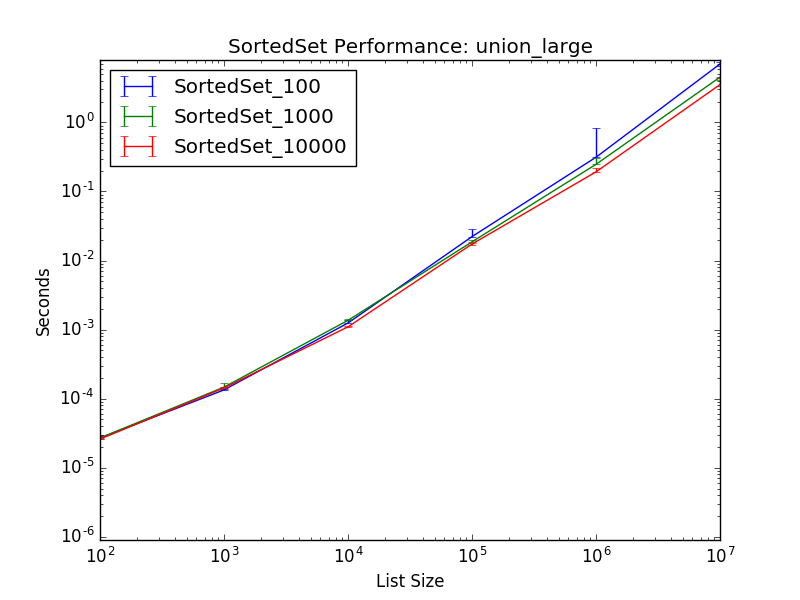 SortedSet Performance: union_large
SortedSet_100
SortedSet_1000
SortedSet_10000
10^0
10^-1
10^-2
10^-3
10^-4
10^-5
10^-6
Seconds
10^2 10^3 10^4 10^5 10^6 10^7
List Size